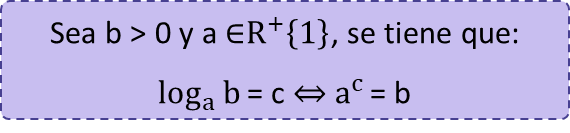 Sea b > 0 y a ∈R⁺{1}, se tiene que:
logₐ b = c ⇔ aᶜ = b